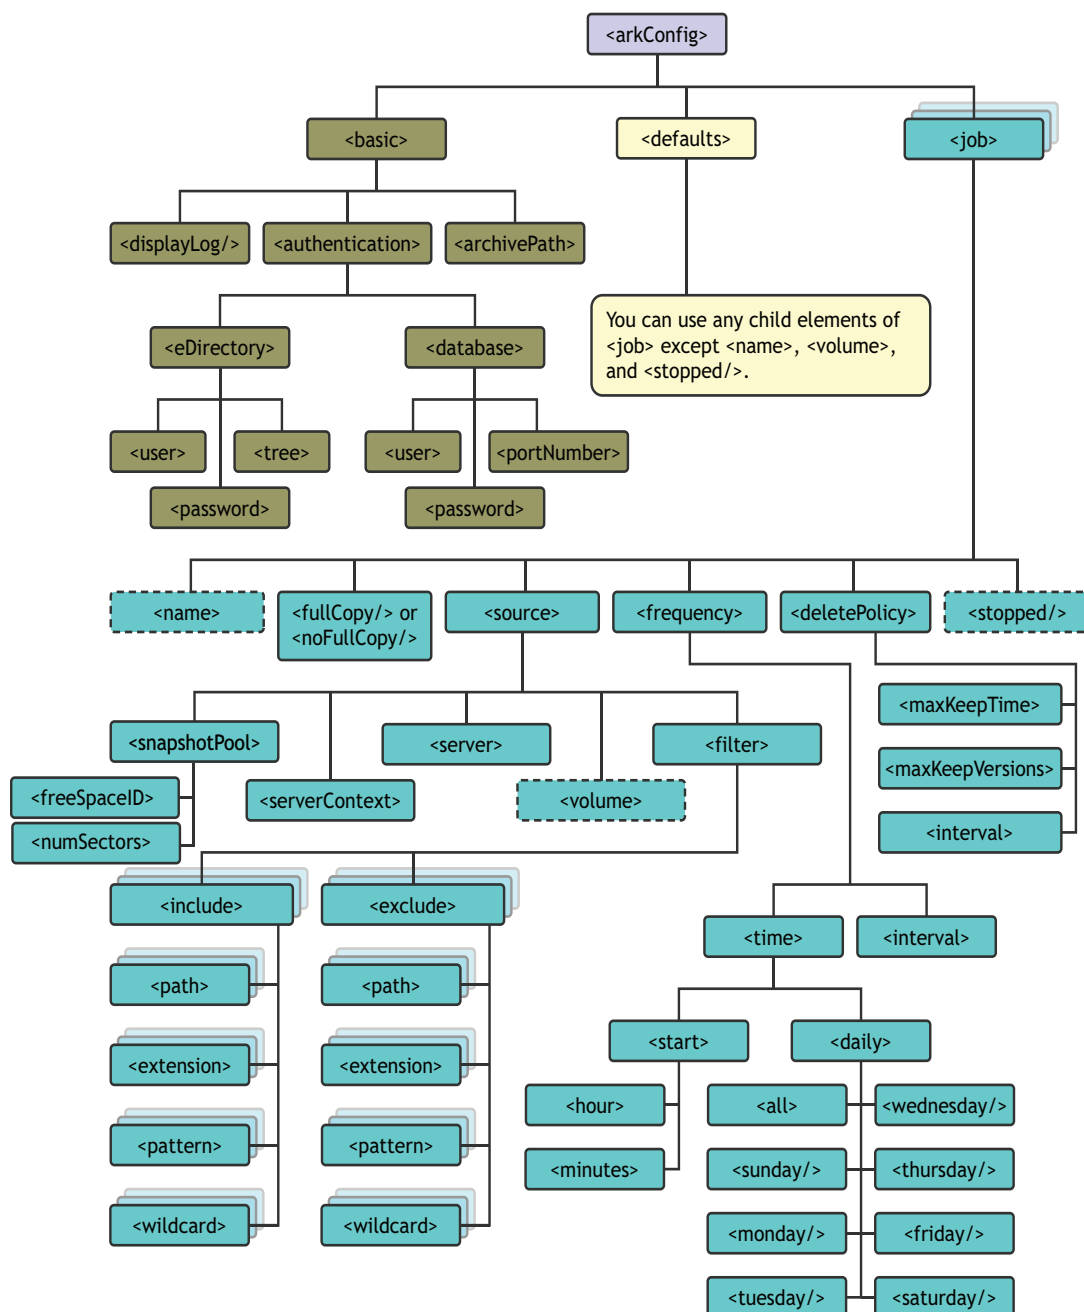 <arkConfig>
<basic>
<defaults>
<job>
<displayLog/>
<authentication>
<archivePath>
You can use any child elements of
<job> except <name>, <volume>,
and <stopped/>.
<eDirectory>
<database>
<user>
<tree>
<user>
<portNumber>
<password>
<password>
<name>
<fullCopy/> or
<noFullCopy/>
<source>
<frequency>
<deletePolicy>
<stopped/>
<snapshotPool>
<server>
<filter>
<maxKeepTime>
<freeSpaceID>
<serverContext>
<volume>
<maxKeepVersions>
<numSectors>
<interval>
<include>
<exclude>
<time>
<interval>
<path>
<path>
<start>
<daily>
<extension>
<extension>
<hour>
<all>
<wednesday/>
<pattern>
<pattern>
<minutes>
<sunday/>
<thursday/>
<wildcard>
<wildcard>
<monday/>
<friday/>
<tuesday/>
<saturday/>